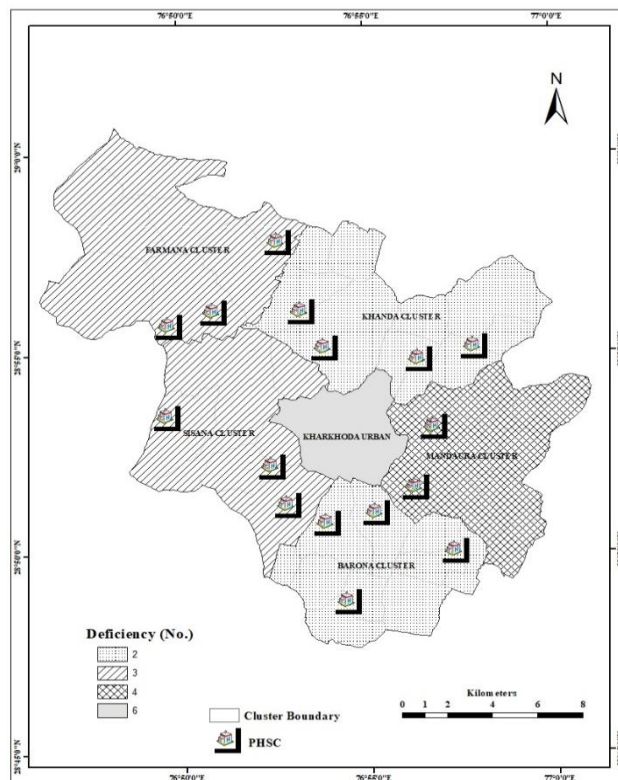 76°50'0"E 76°55'0"E 77°0'0"E
N
29°0'0"N
FARMANA CLUSTER
KHANDA CLUSTER
28°55'0"N
SISANA CLUSTER
KHARKHODA URBAN
MANDAURA CLUSTER
28°50'0"N
BARONA CLUSTER
Deficiency (No.)
2
3
4
6
Kilometers
0 1 2 4 6 8
Cluster Boundary
PHSC
28°45'0"N
76°50'0"E 76°55'0"E 77°0'0"E